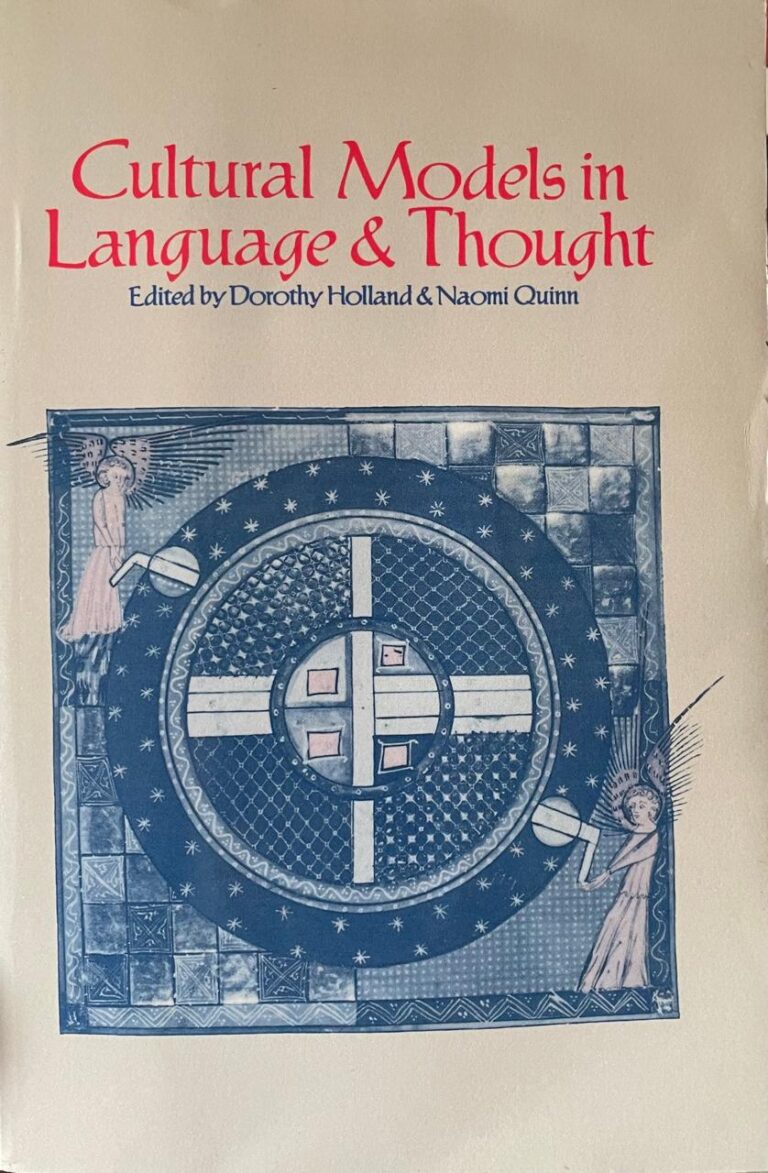 Cultural Models in
Language & Thought
Edited by Dorothy Holland & Naomi Quinn